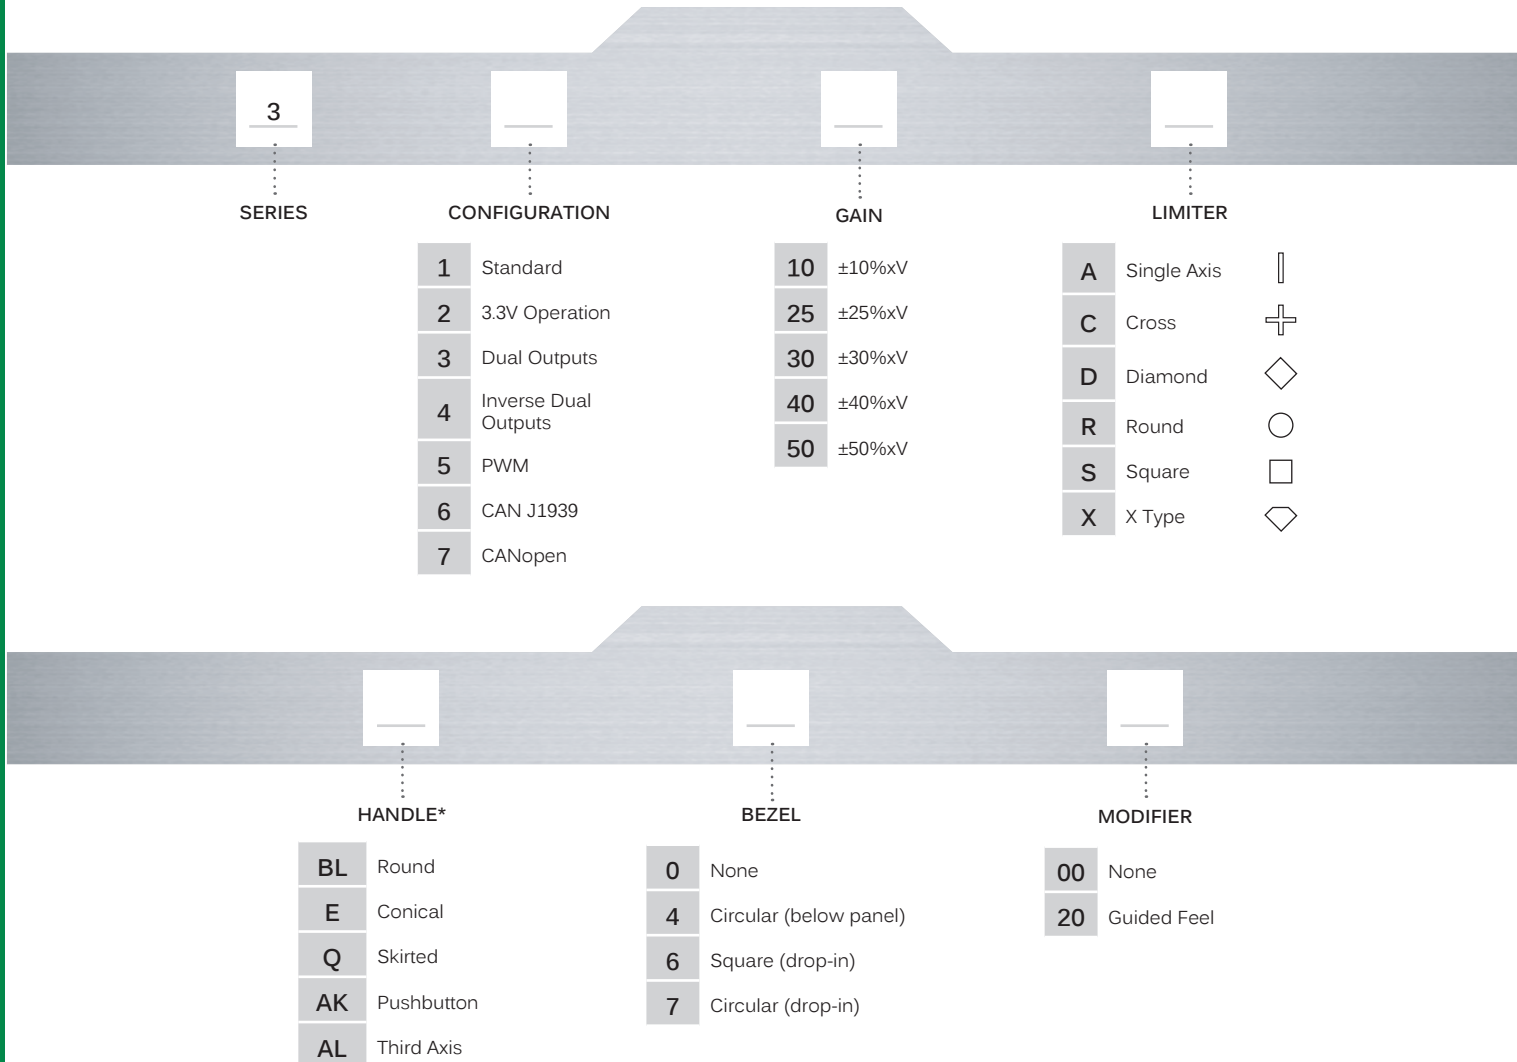 3
SERIES
CONFIGURATION
1 Standard
2 3.3V Operation
3 Dual Outputs
4 Inverse Dual
Outputs
5 PWM
6 CAN J1939
7 CANopen
GAIN
10 ±10%xV
25 ±25%xV
30 ±30%xV
40 ±40%xV
50 ±50%xV
LIMITER
A Single Axis
C Cross
D Diamond
R Round
S Square
X X Type
HANDLE*
BL Round
E Conical
Q Skirted
AK Pushbutton
AL Third Axis
BEZEL
0 None
4 Circular (below panel)
6 Square (drop-in)
7 Circular (drop-in)
MODIFIER
00 None
20 Guided Feel